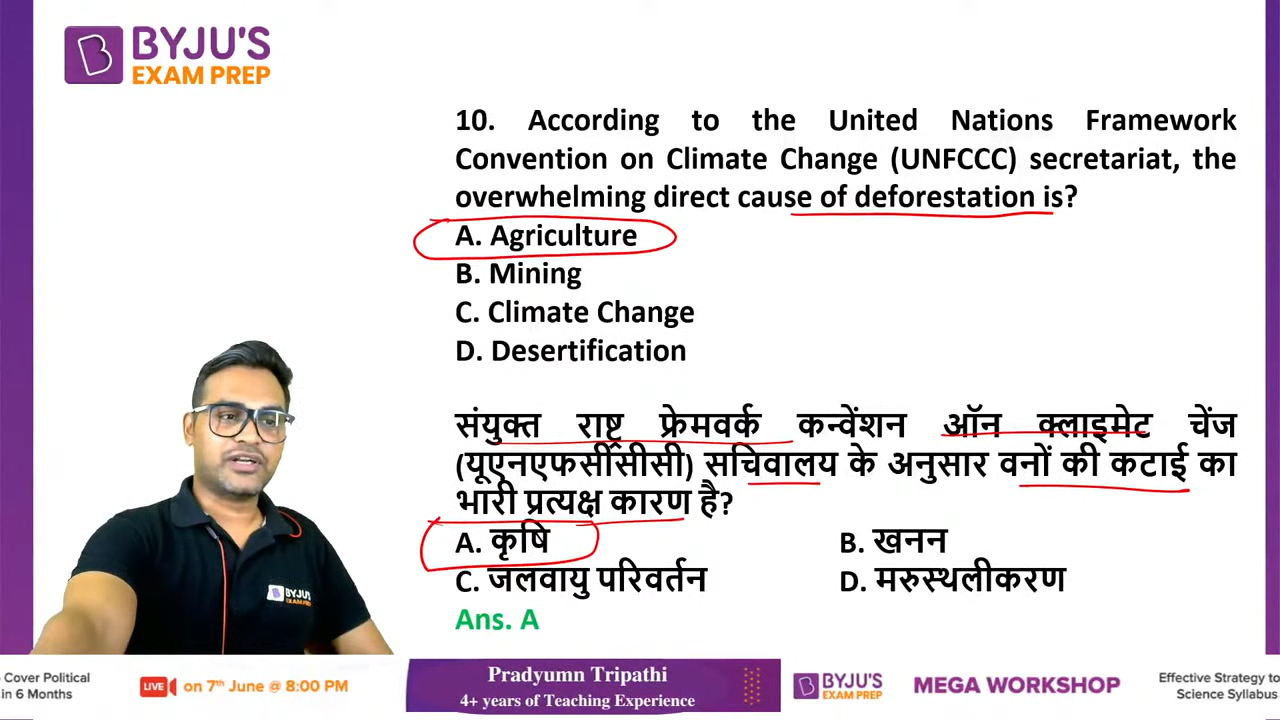 BYJU'S
EXAM PREP
10. According to the United Nations Framework
Convention on Climate Change (UNFCCC) secretariat, the
overwhelming direct cause of deforestation is?
A. Agriculture
B. Mining
C. Climate Change
D. Desertification
संयुक्त राष्ट्र फ्रेमवर्क कन्वेंशन ऑन क्लाइमेट चेंज
(यूएनएफसीसीसी) सचिवालय के अनुसार वनों की कटाई का
भारी प्रत्यक्ष कारण है?
A. कृषि B. खनन
C. जलवायु परिवर्तन D. मरुस्थलीकरण
Ans. A
BYJU'S
EXAM PREP
Cover Political
in 6 Months
LIVE on 7th June @ 8:00 PM
Pradyumn Tripathi
4+ years of Teaching Experience
BYJU'S
EXAM PREP
MEGA WORKSHOP
Effective Strategy to
Science Syllabus